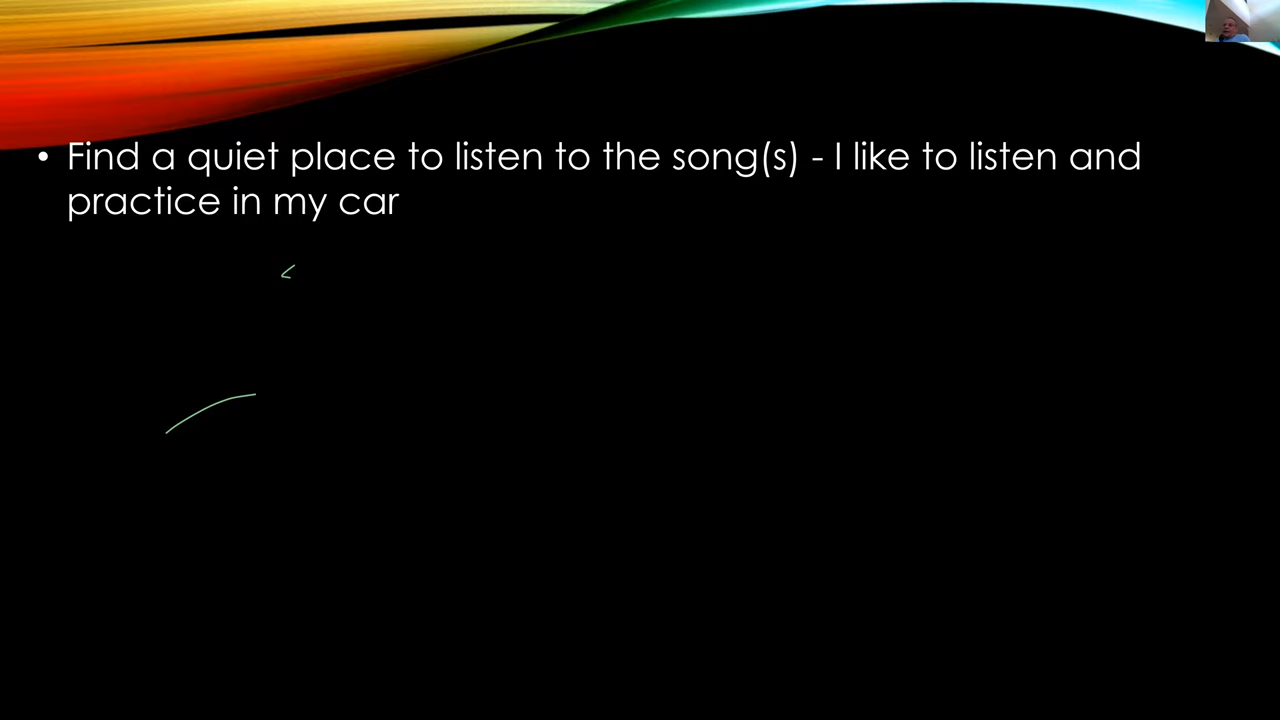 • Find a quiet place to listen to the song(s) - I like to listen and
practice in my car